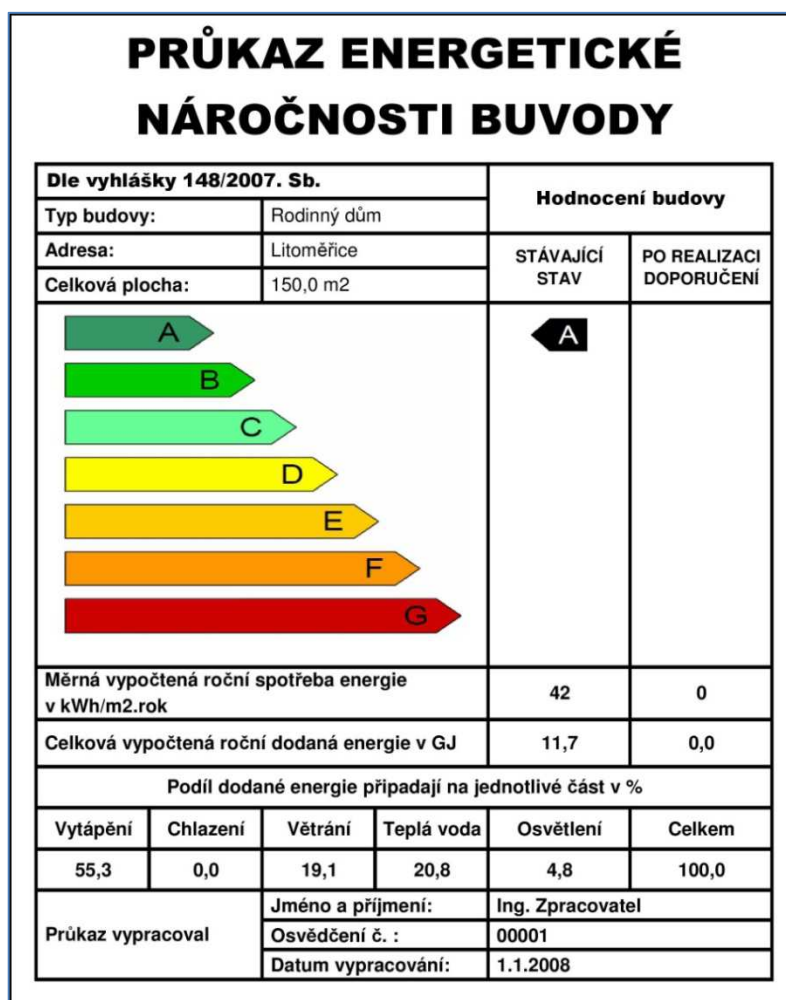 PRŮKAZ ENERGETICKÉ
NÁROČNOSTI BUVODY
Dle vyhlášky 148/2007. Sb.
Hodnocení budovy
Typ budovy: Rodinný dům
Adresa: Litoměřice
STÁVAJÍCÍ STAV
PO REALIZACI DOPORUČENÍ
Celková plocha: 150,0 m2
A A
B
C
D
E
F
G
Měrná vypočtená roční spotřeba energie
v kWh/m2.rok 42 0
Celková vypočtená roční dodaná energie v GJ 11,7 0,0
Podíl dodané energie připadají na jednotlivé část v %
Vytápění Chlazení Větrání Teplá voda Osvětlení Celkem
55,3 0,0 19,1 20,8 4,8 100,0
Průkaz vypracoval
Jméno a příjmení: Ing. Zpracovatel
Osvědčení č. : 00001
Datum vypracování: 1.1.2008